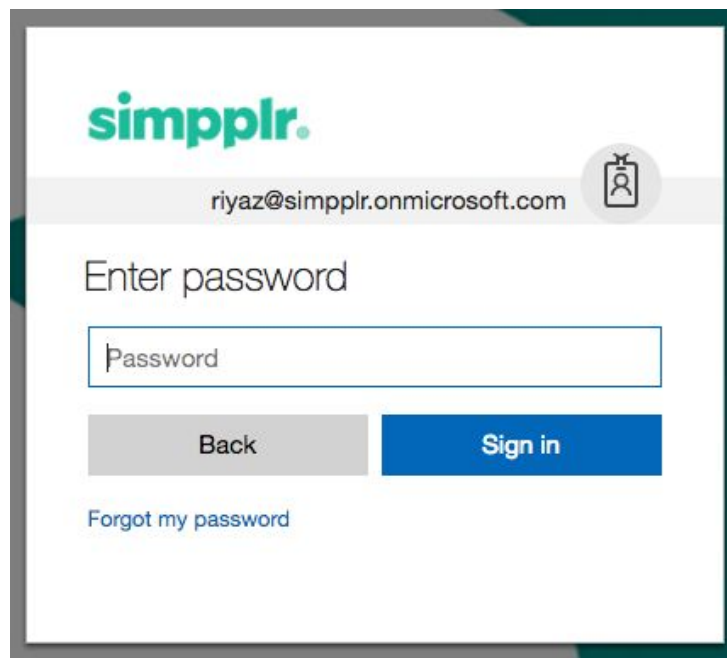 simpplr.
riyaz@simpplr.onmicrosoft.com
Enter password
Password
Back
Sign in
Forgot my password